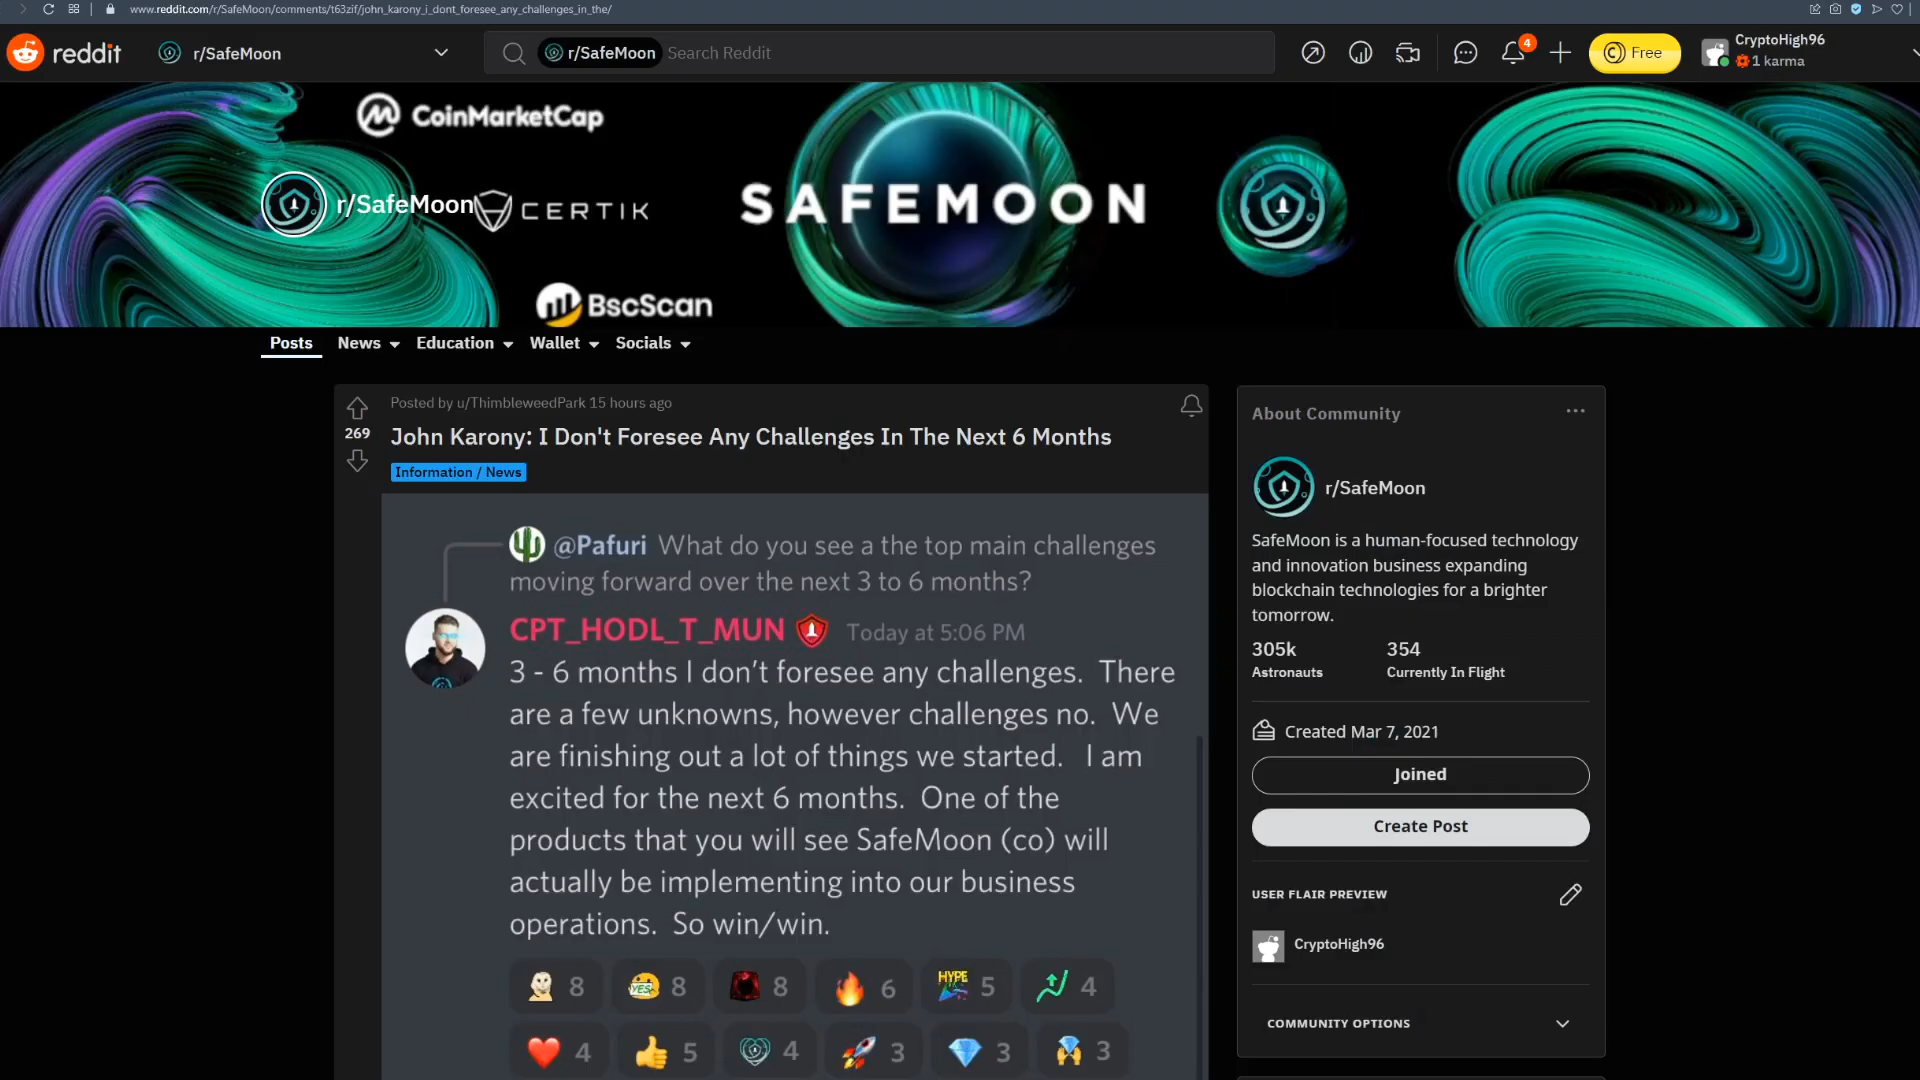 www.reddit.com/r/SafeMoon/comments/t63zif/john_karony_i_dont_foresee_any_challenges_in_the/
reddit
r/SafeMoon
r/SafeMoon Search Reddit
4
Free
CryptoHigh96
1 karma
CoinMarketCap
r/SafeMoon
CERTIK
SAFEMOON
BscScan
Posts
News
Education
Wallet
Socials
Posted by u/ThimbleweedPark 15 hours ago
269
John Karony: I Don't Foresee Any Challenges In The Next 6 Months
Information / News
@Pafuri What do you see a the top main challenges
moving forward over the next 3 to 6 months?
CPT_HODL_T_MUN Today at 5:06 PM
3 - 6 months I don’t foresee any challenges. There
are a few unknowns, however challenges no. We
are finishing out a lot of things we started. I am
excited for the next 6 months. One of the
products that you will see SafeMoon (co) will
actually be implementing into our business
operations. So win/win.
8
YES 8
8
6
HYPE 5
4
4
5
4
3
3
3
About Community
r/SafeMoon
SafeMoon is a human-focused technology
and innovation business expanding
blockchain technologies for a brighter
tomorrow.
305k
Astronauts
354
Currently In Flight
Created Mar 7, 2021
Joined
Create Post
USER FLAIR PREVIEW
CryptoHigh96
COMMUNITY OPTIONS